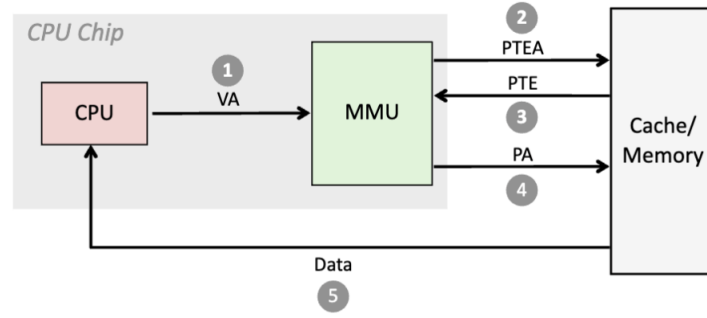 CPU Chip
2
PTEA
1
VA
PTE
CPU
MMU
3
Cache/
Memory
PA
4
Data
5